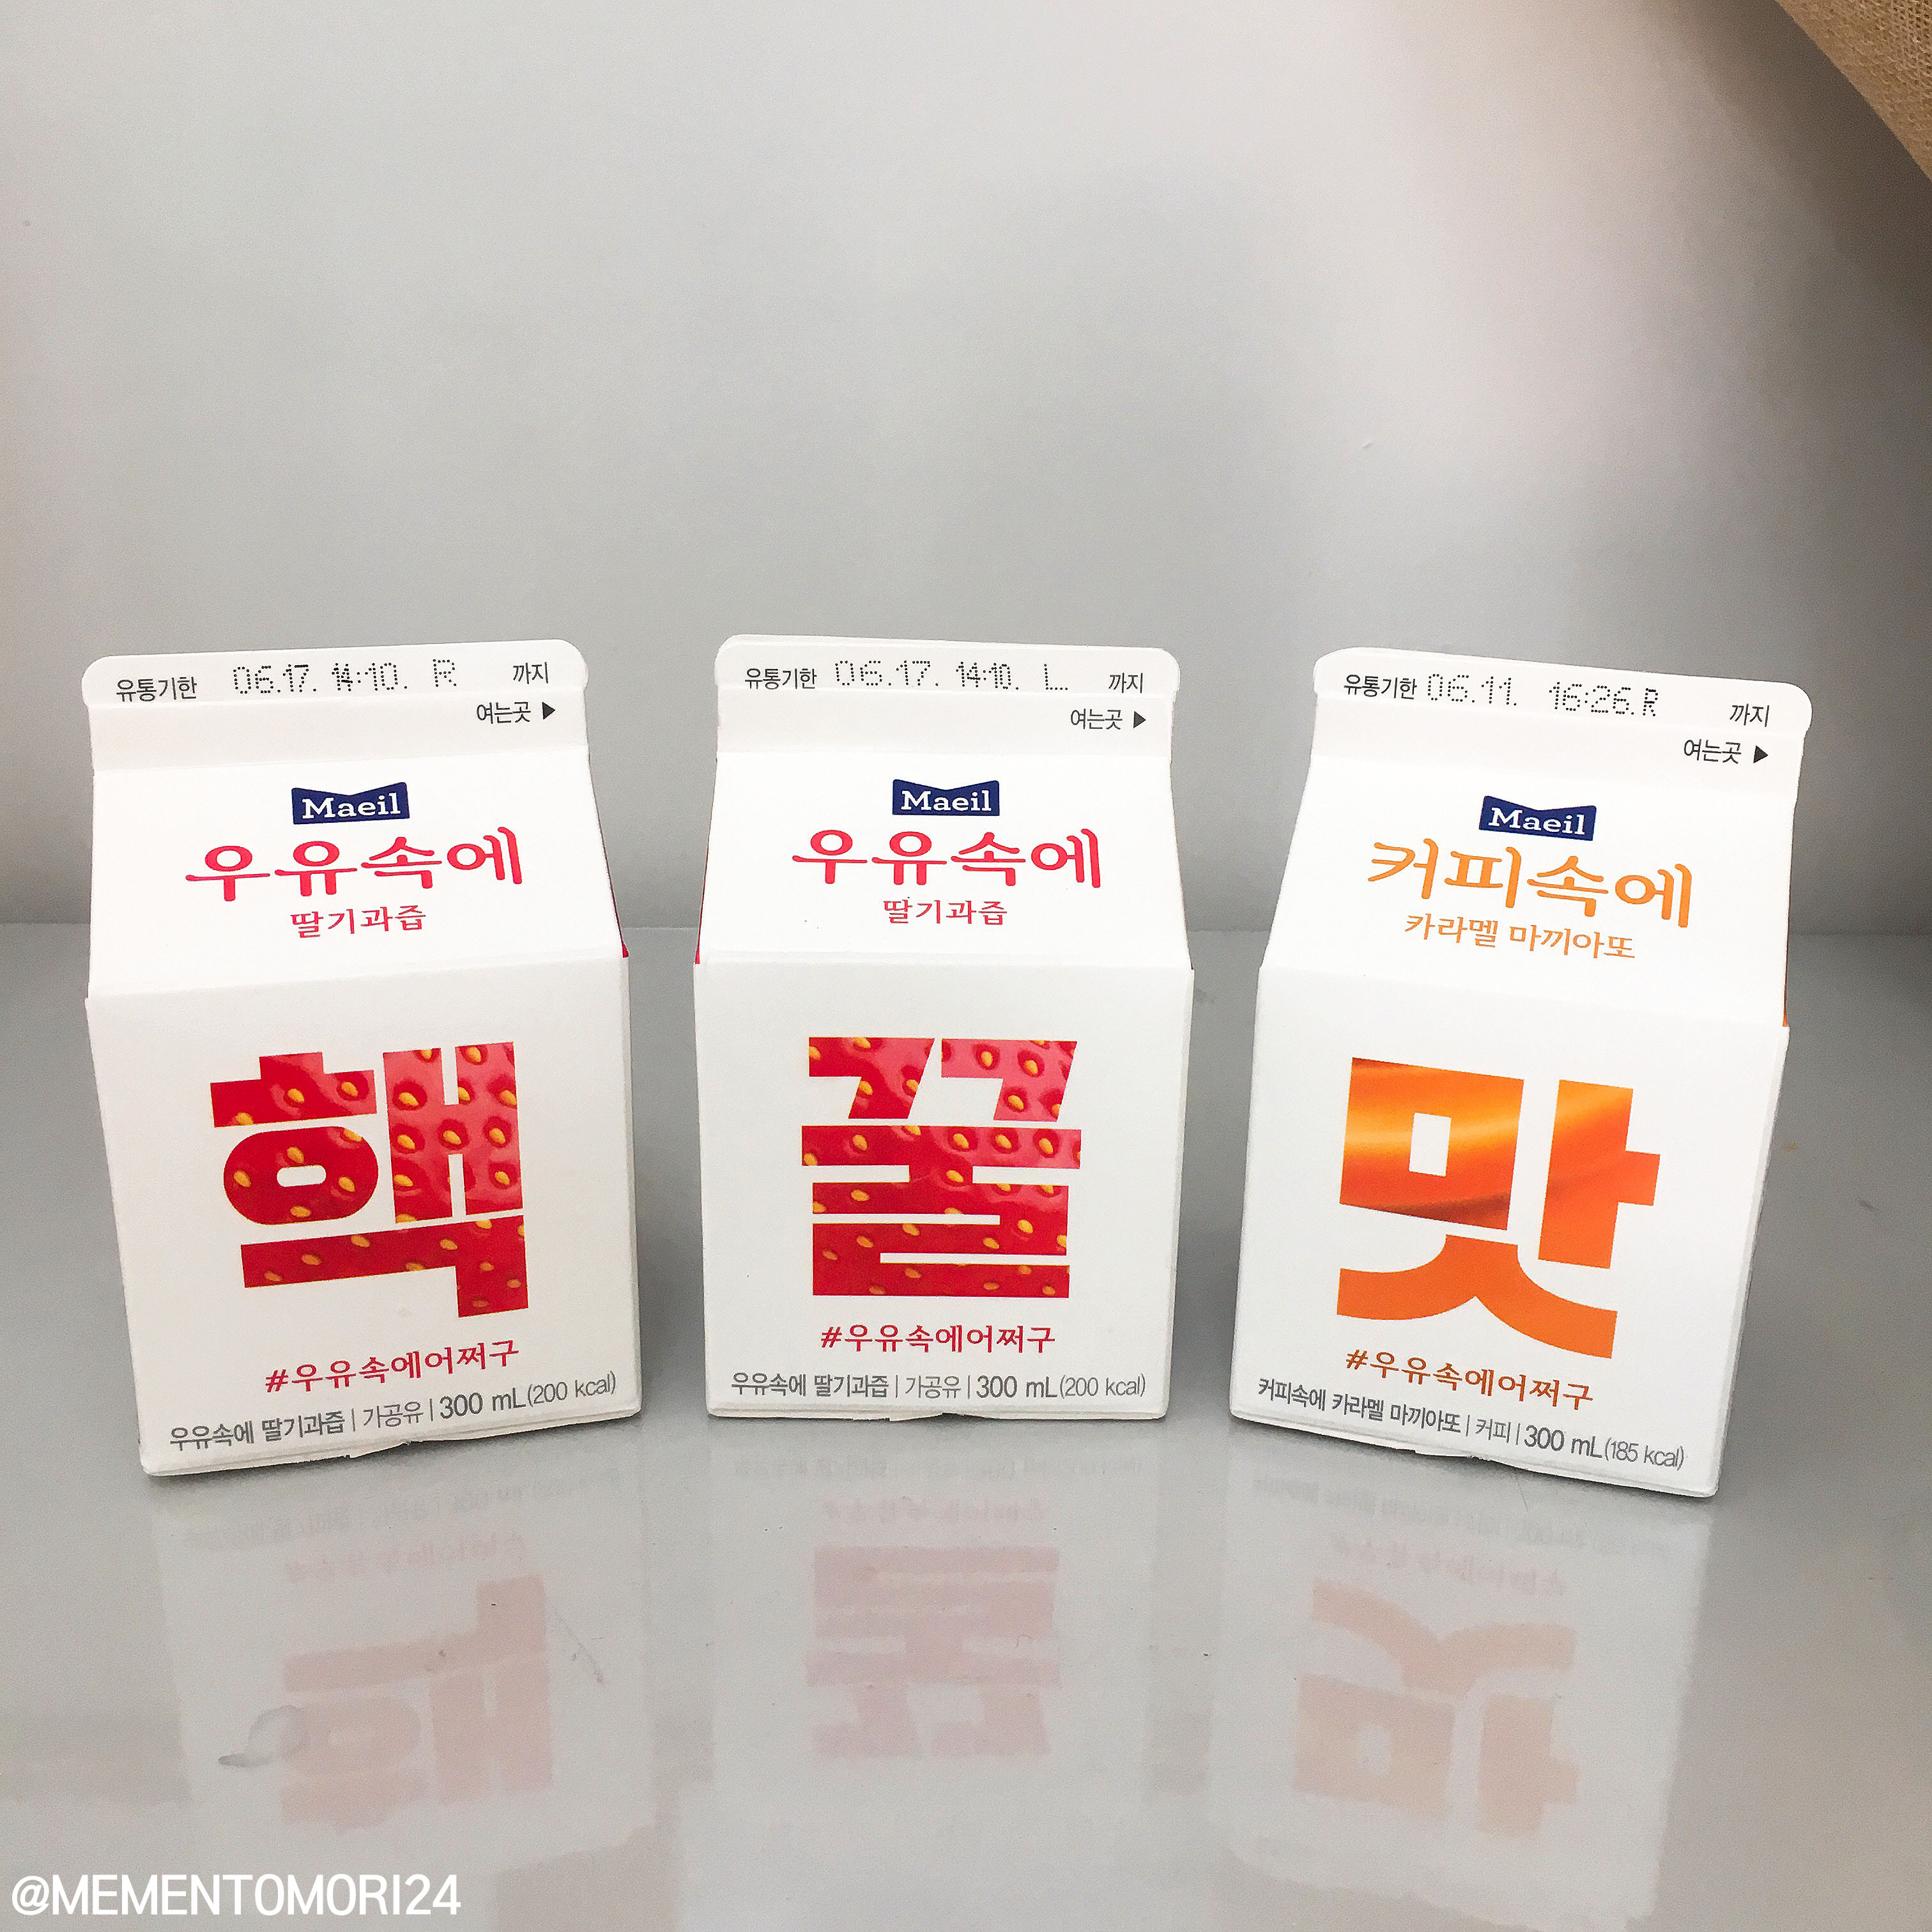 유통기한 06.17. 14:10. R 까지
여는곳 ▶
Maeil
우유속에
딸기과즙
핵
#우유속에어쩌구
우유속에 딸기과즙 | 가공유 | 300 mL(200 kcal)
유통기한 06.17. 14:10. L 까지
여는곳 ▶
Maeil
우유속에
딸기과즙
꿀
#우유속에어쩌구
우유속에 딸기과즙 | 가공유 | 300 mL(200 kcal)
유통기한 06.11. 16:26. R 까지
여는곳 ▶
Maeil
커피속에
카라멜 마끼아또
맛
#우유속에어쩌구
커피속에 카라멜 마끼아또 | 커피 | 300 mL(185 kcal)
@MEMENTOMORI24